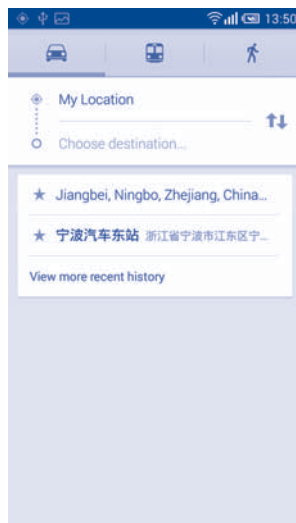 13:50
My Location
Choose destination...
Jiangbei, Ningbo, Zhejiang, China...
宁波汽车东站 浙江省宁波市江东区宁...
View more recent history